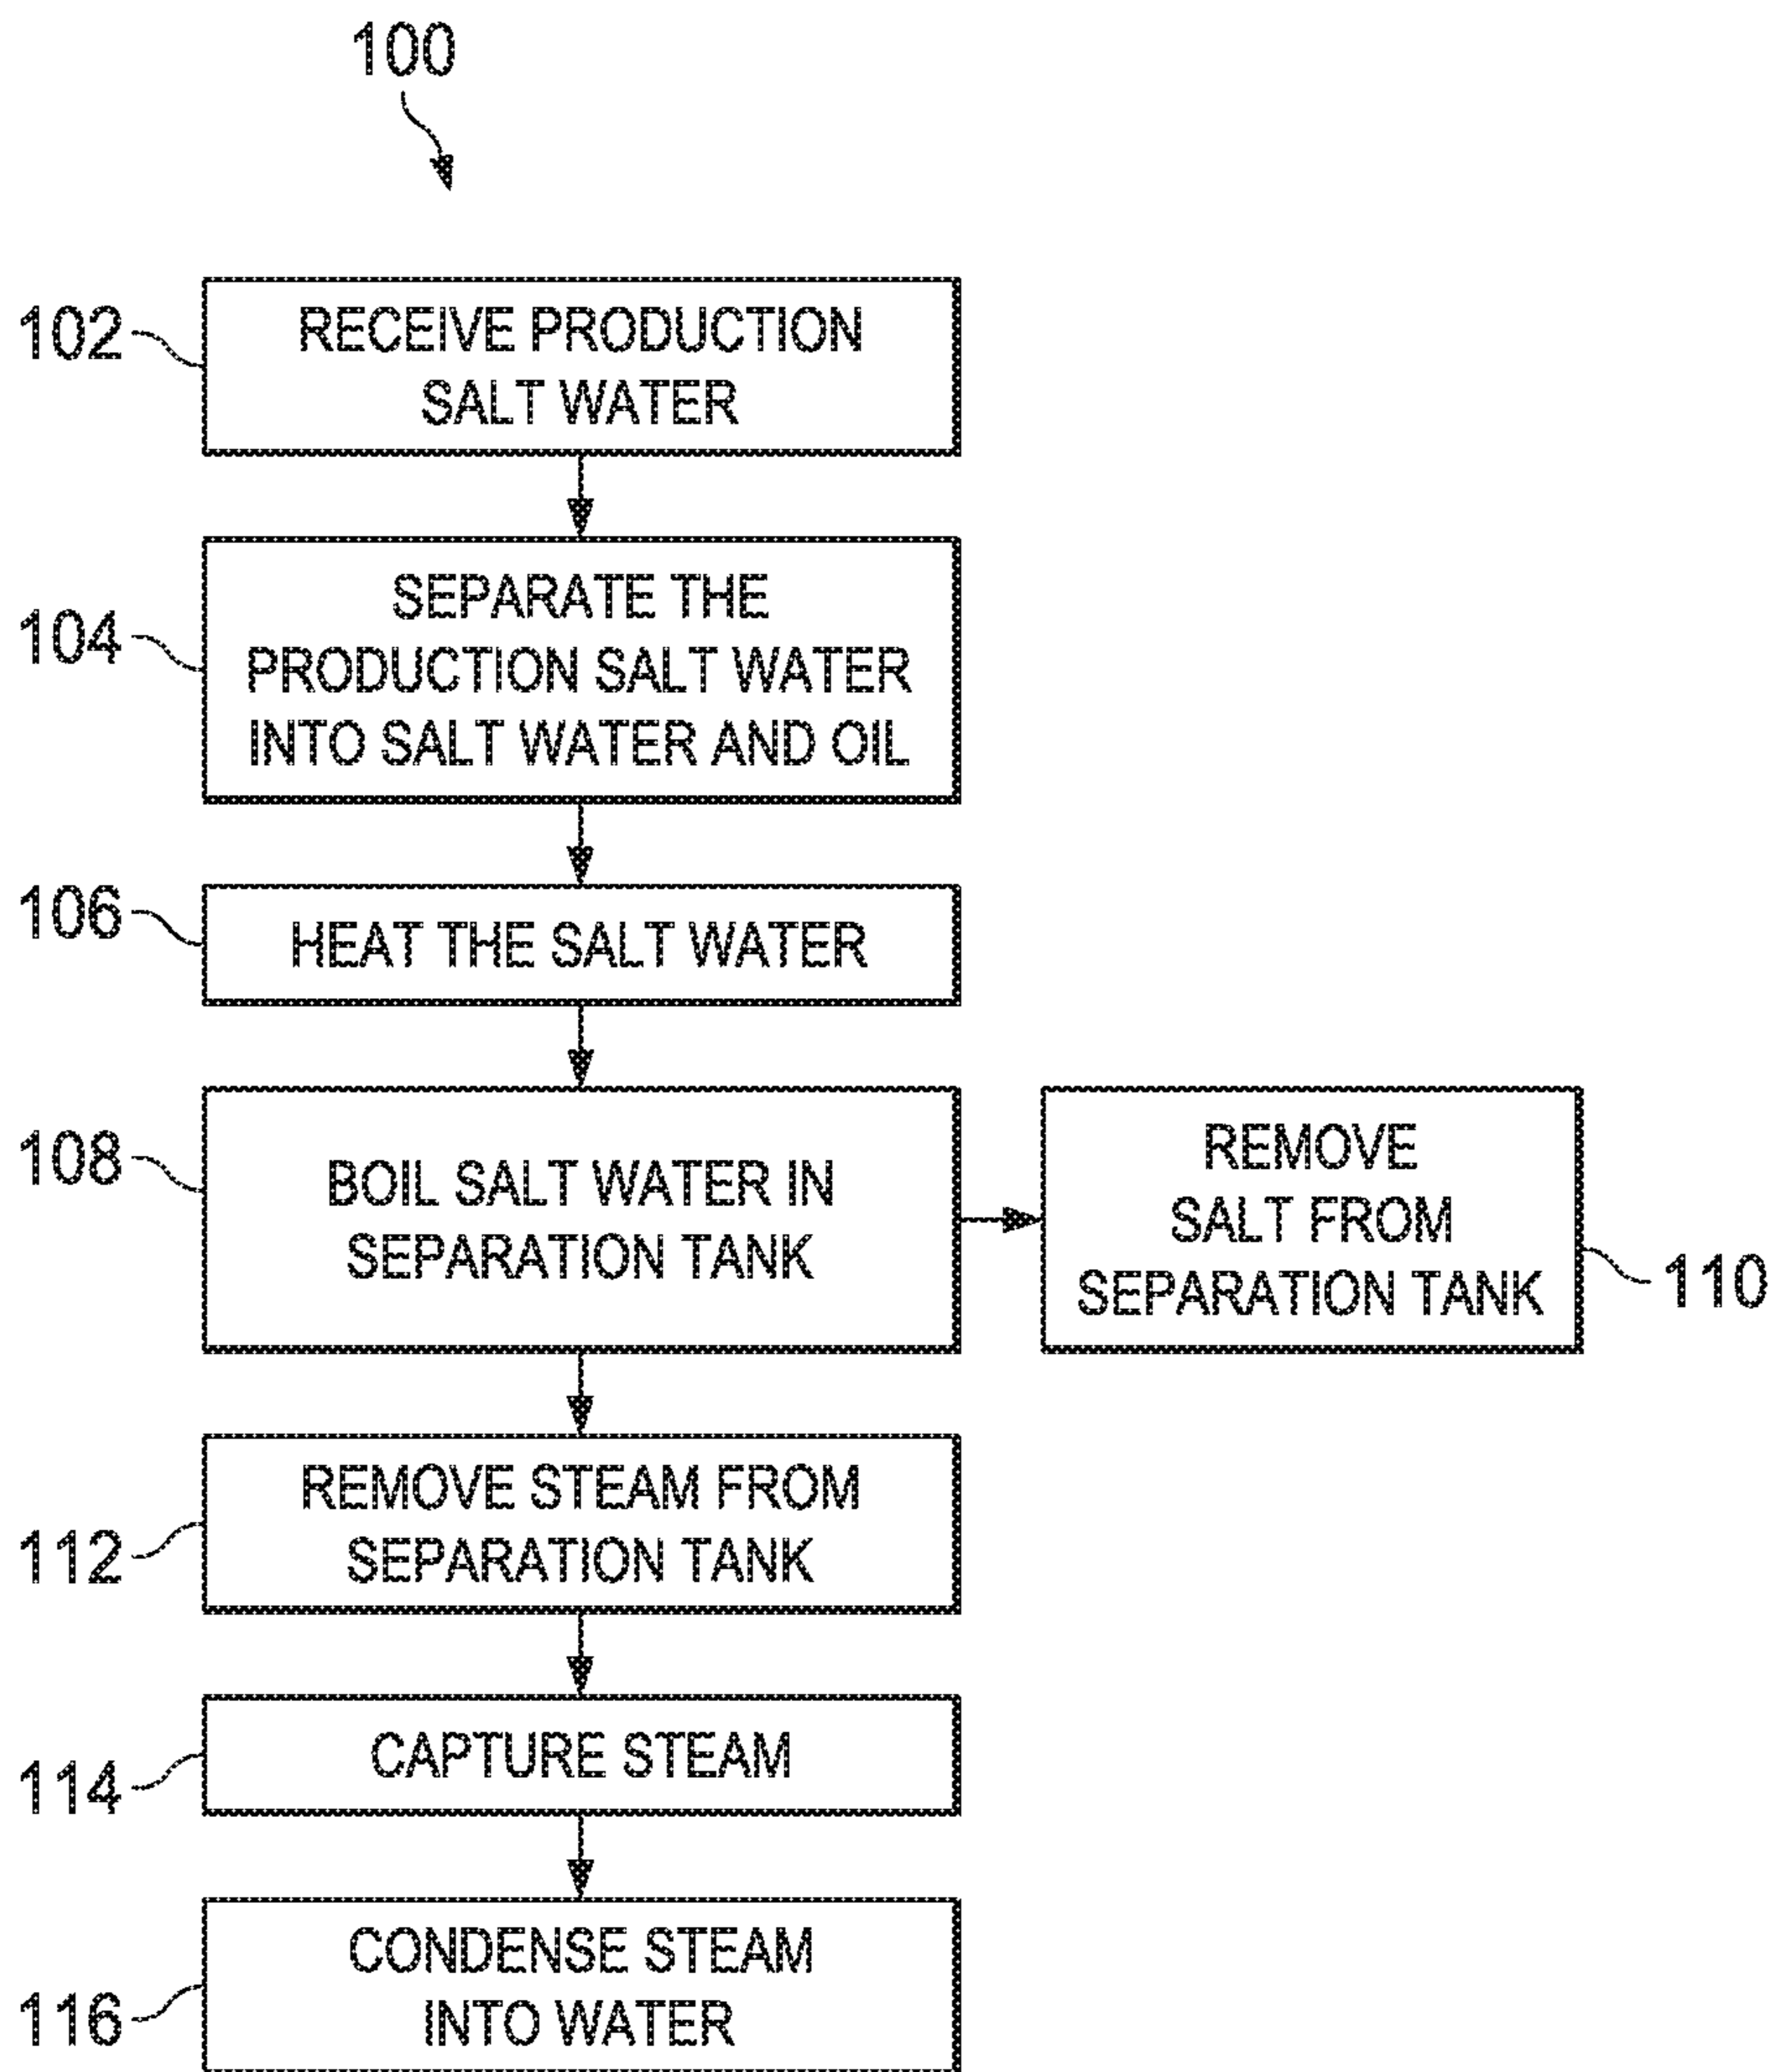 100
102
RECEIVE PRODUCTION
SALT WATER
104
SEPARATE THE
PRODUCTION SALT WATER
INTO SALT WATER AND OIL
106
HEAT THE SALT WATER
108
BOIL SALT WATER IN
SEPARATION TANK
REMOVE
SALT FROM
SEPARATION TANK
110
112
REMOVE STEAM FROM
SEPARATION TANK
114
CAPTURE STEAM
116
CONDENSE STEAM
INTO WATER